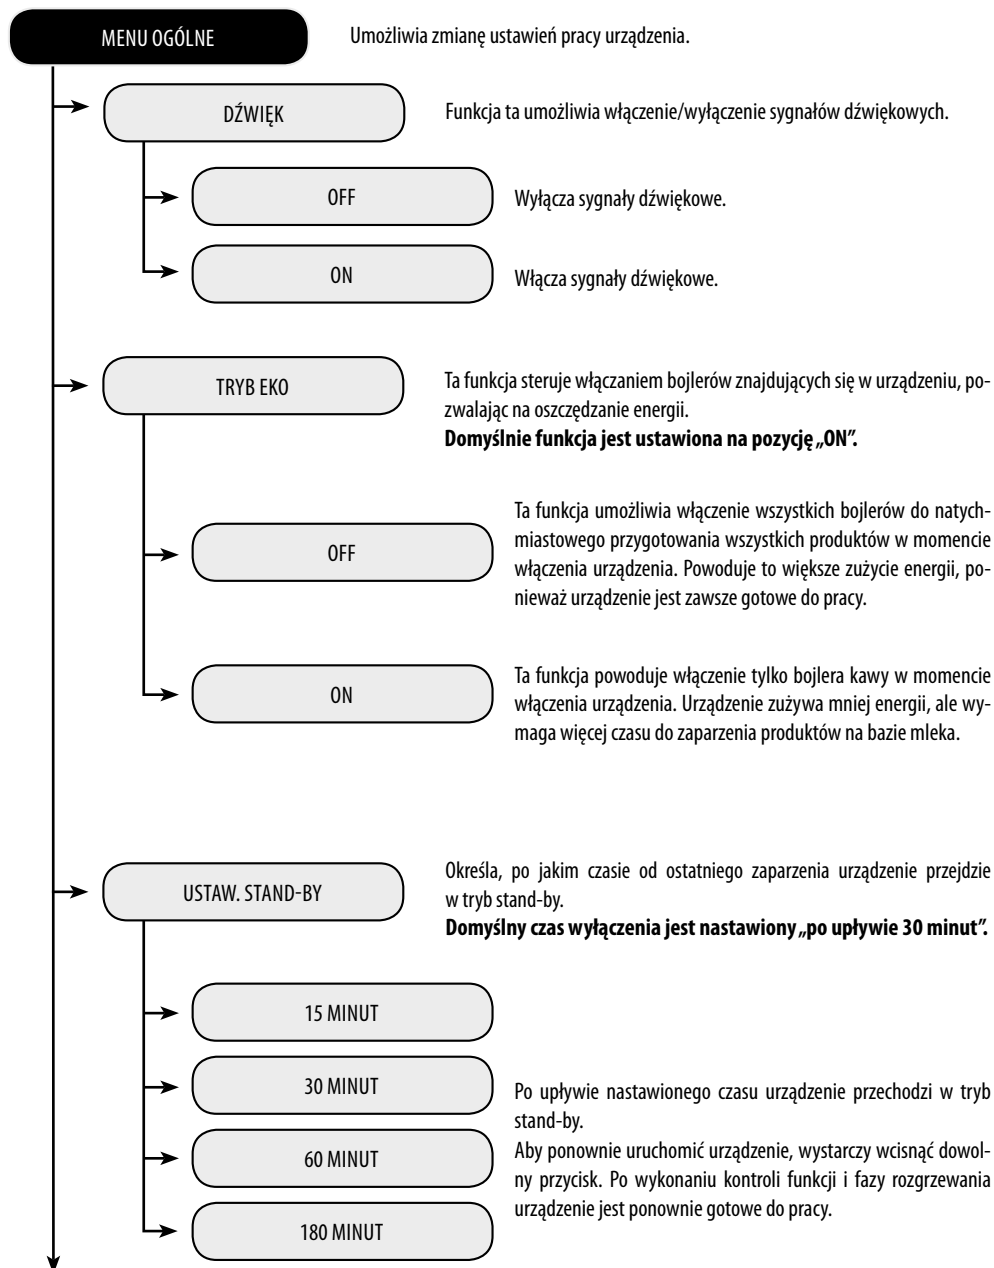 MENU OGÓLNE
Umożliwia zmianę ustawień pracy urządzenia.
DŹWIĘK
Funkcja ta umożliwia włączenie/wyłączenie sygnałów dźwiękowych.
OFF
Wyłącza sygnały dźwiękowe.
ON
Włącza sygnały dźwiękowe.
TRYB EKO
Ta funkcja steruje włączaniem bojlerów znajdujących się w urządzeniu, po-
zwalając na oszczędzanie energii.
Domyślnie funkcja jest ustawiona na pozycję „ON”.
OFF
Ta funkcja umożliwia włączenie wszystkich bojlerów do natych-
miastowego przygotowania wszystkich produktów w momencie
włączenia urządzenia. Powoduje to większe zużycie energii, po-
nieważ urządzenie jest zawsze gotowe do pracy.
ON
Ta funkcja powoduje włączenie tylko bojlera kawy w momencie
włączenia urządzenia. Urządzenie zużywa mniej energii, ale wy-
maga więcej czasu do zaparzenia produktów na bazie mleka.
USTAW. STAND-BY
Określa, po jakim czasie od ostatniego zaparzenia urządzenie przejdzie
w tryb stand-by.
Domyślny czas wyłączenia jest nastawiony „po upływie 30 minut”.
15 MINUT
30 MINUT
60 MINUT
180 MINUT
Po upływie nastawionego czasu urządzenie przechodzi w tryb
stand-by.
Aby ponownie uruchomić urządzenie, wystarczy wcisnąć dowol-
ny przycisk. Po wykonaniu kontroli funkcji i fazy rozgrzewania
urządzenie jest ponownie gotowe do pracy.